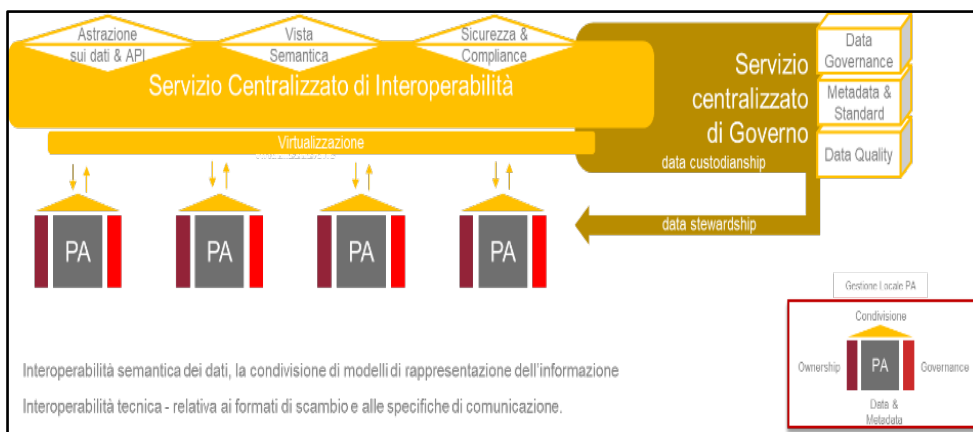 Astrazione
sui dati & API
Vista
Semantica
Sicurezza &
Compliance
Servizio Centralizzato di Interoperabilità
Virtualizzazione
Servizio
centralizzato
di Governo
data custodianship
data stewardship
Data
Governance
Metadata &
Standard
Data Quality
PA
PA
PA
PA
Gestione Locale PA
Condivisione
Ownership
PA
Governance
Data &
Metadata
Interoperabilità semantica dei dati, la condivisione di modelli di rappresentazione dell'informazione
Interoperabilità tecnica - relativa ai formati di scambio e alle specifiche di comunicazione.